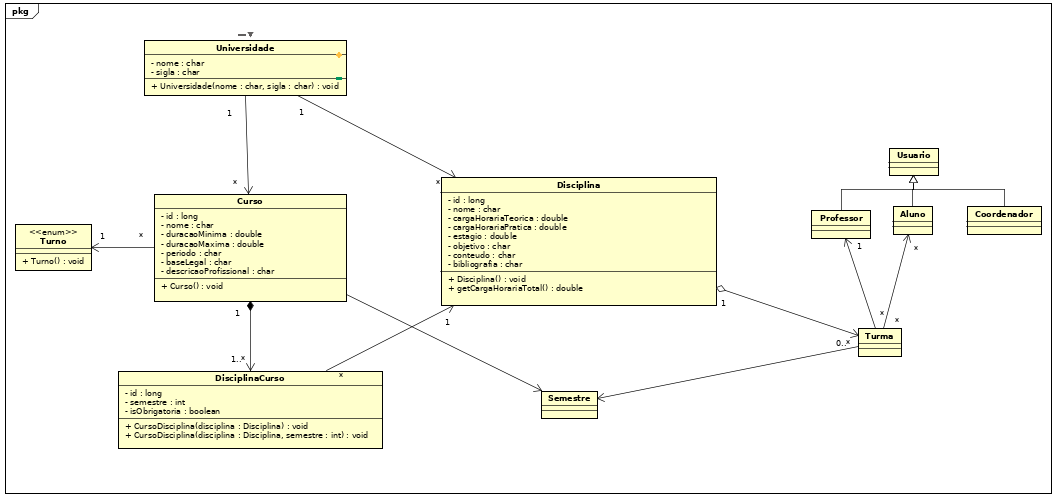 pkg
Universidade
- nome : char
- sigla : char
+ Universidade(nome : char, sigla : char) : void
1
1
*
*
Curso
- id : long
- nome : char
- duracaoMinima : double
- duracaoMaxima : double
- periodo : char
- baseLegal : char
- descricaoProfissional : char
+ Curso() : void
<<enum>>
Turno
+ Turno() : void
1
*
Disciplina
- id : long
- nome : char
- cargaHorariaTeorica : double
- cargaHorariaPratica : double
- estagio : double
- objetivo : char
- conteudo : char
- bibliografia : char
+ Disciplina() : void
+ getCargaHorariaTotal() : double
Usuario
Professor
Aluno
Coordenador
1
*
*
*
1
0..*
Turma
1
1..*
1
*
DisciplinaCurso
- id : long
- semestre : int
- isObrigatoria : boolean
+ CursoDisciplina(disciplina : Disciplina) : void
+ CursoDisciplina(disciplina : Disciplina, semestre : int) : void
Semestre